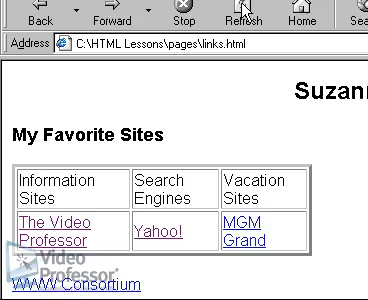 Back Forward Stop Refresh Home
Address C:\HTML Lessons\pages\links.html
My Favorite Sites
Information Sites
Search Engines
Vacation Sites
The Video Professor
Yahoo!
MGM Grand
Video Professor
WWW Consortium